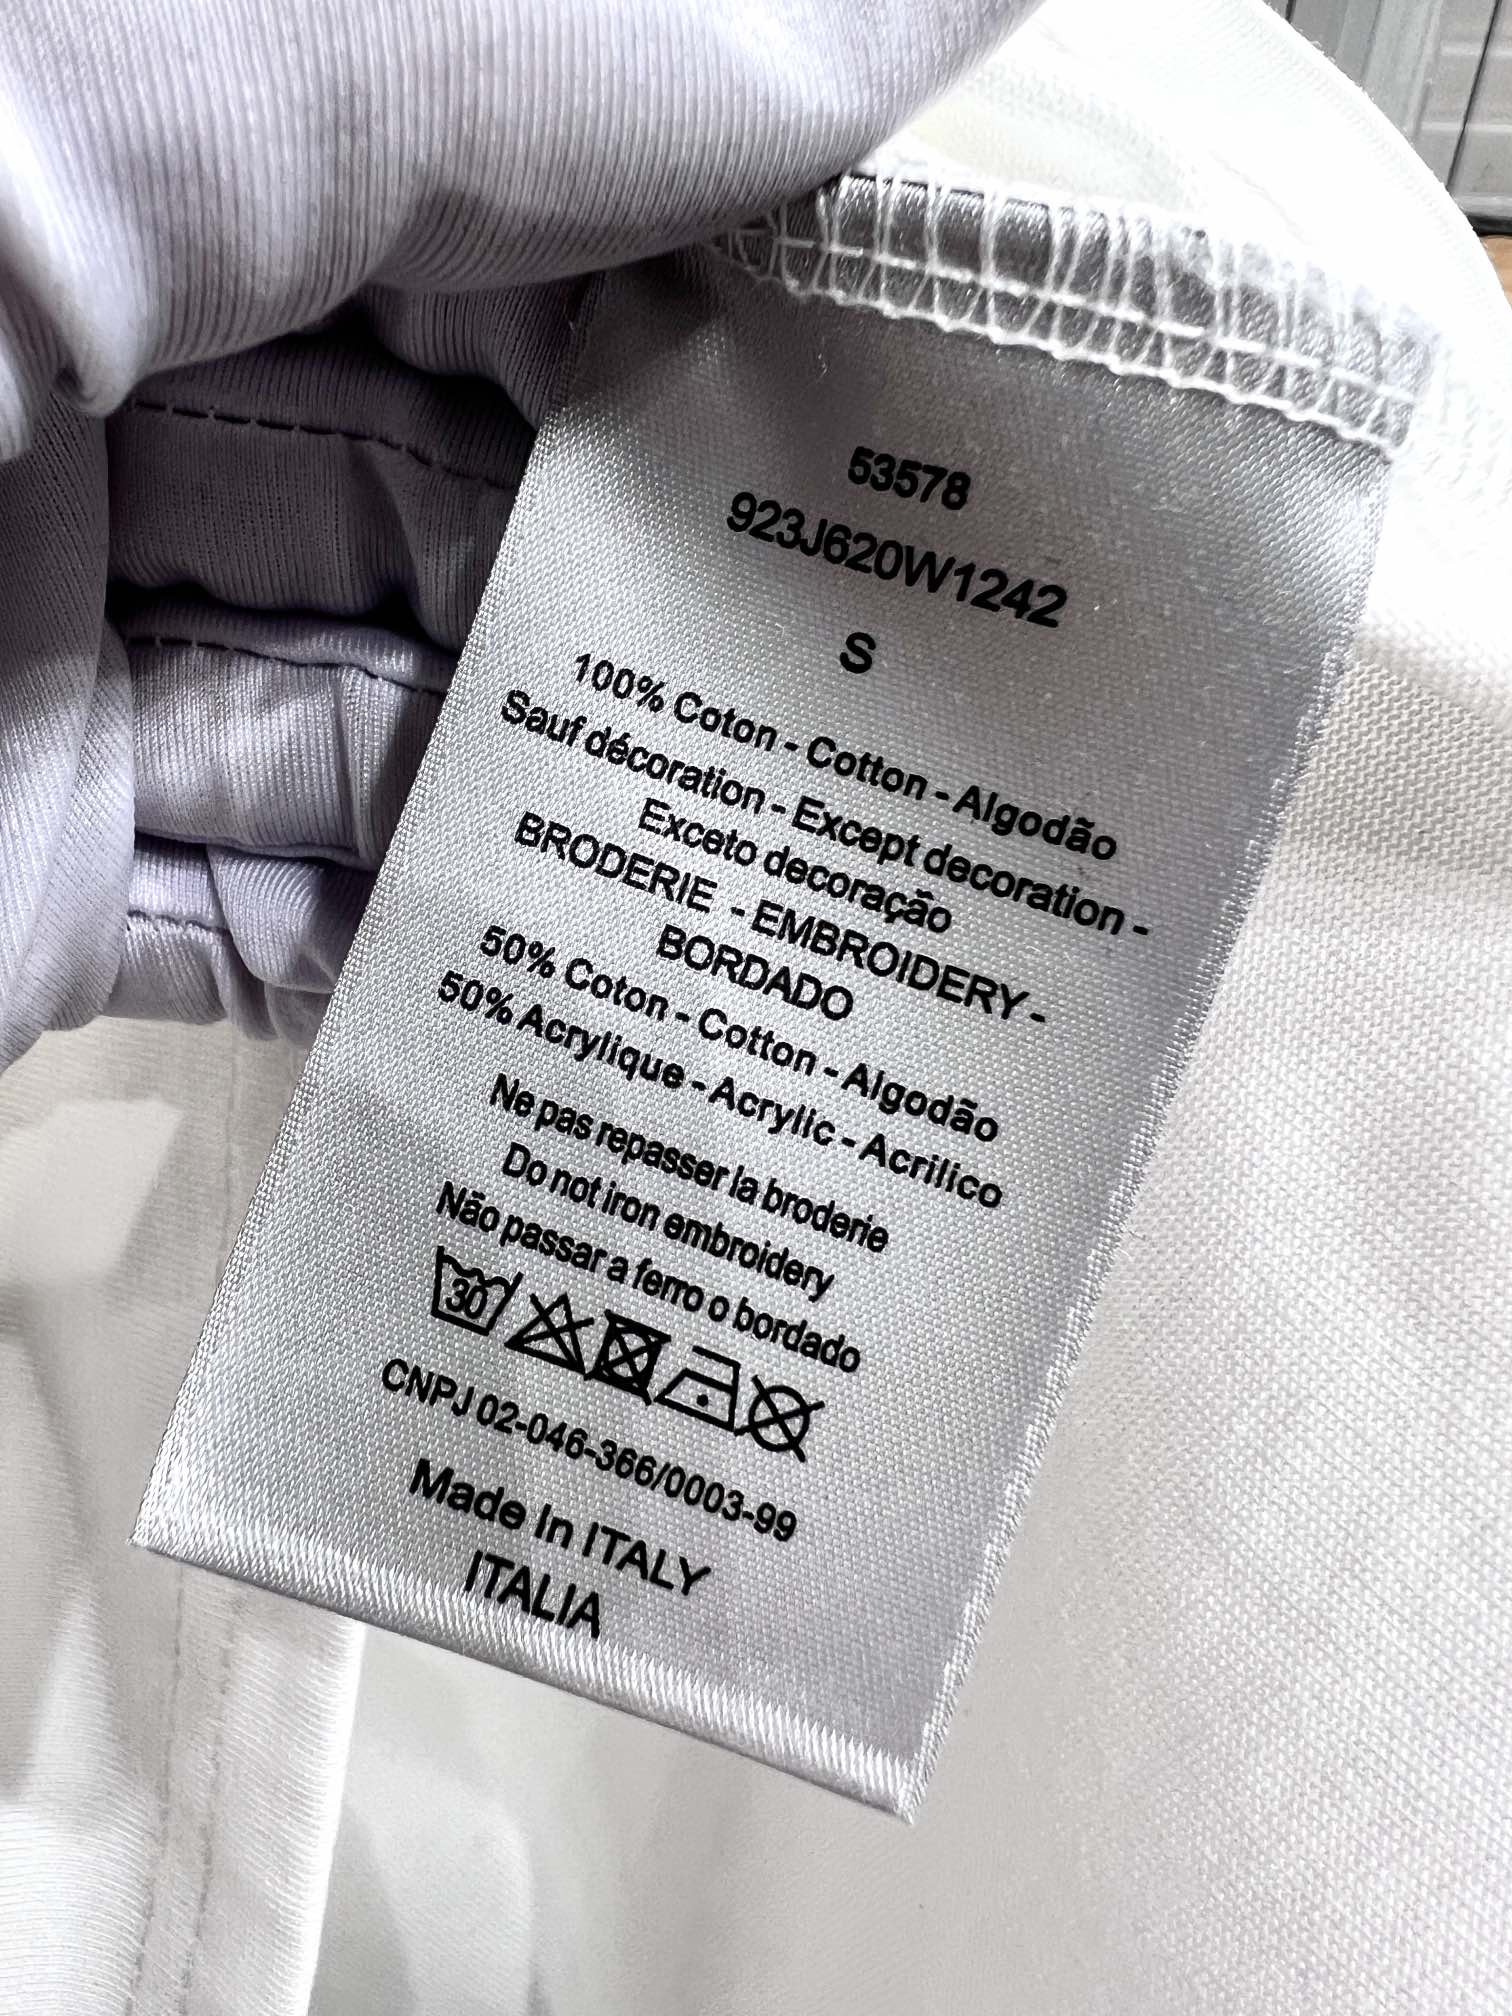 53578
923J620W1242
S
100% Coton - Cotton - Algodão
Sauf décoration - Except decoration -
Exceto decoração
BRODERIE - EMBROIDERY -
BORDADO
50% Coton - Cotton - Algodão
50% Acrylique - Acrylic - Acrilico
Ne pas repasser la broderie
Do not iron embroidery
Não passar a ferro o bordado
30
CNPJ 02-046-366/0003-99
Made In ITALY
ITALIA